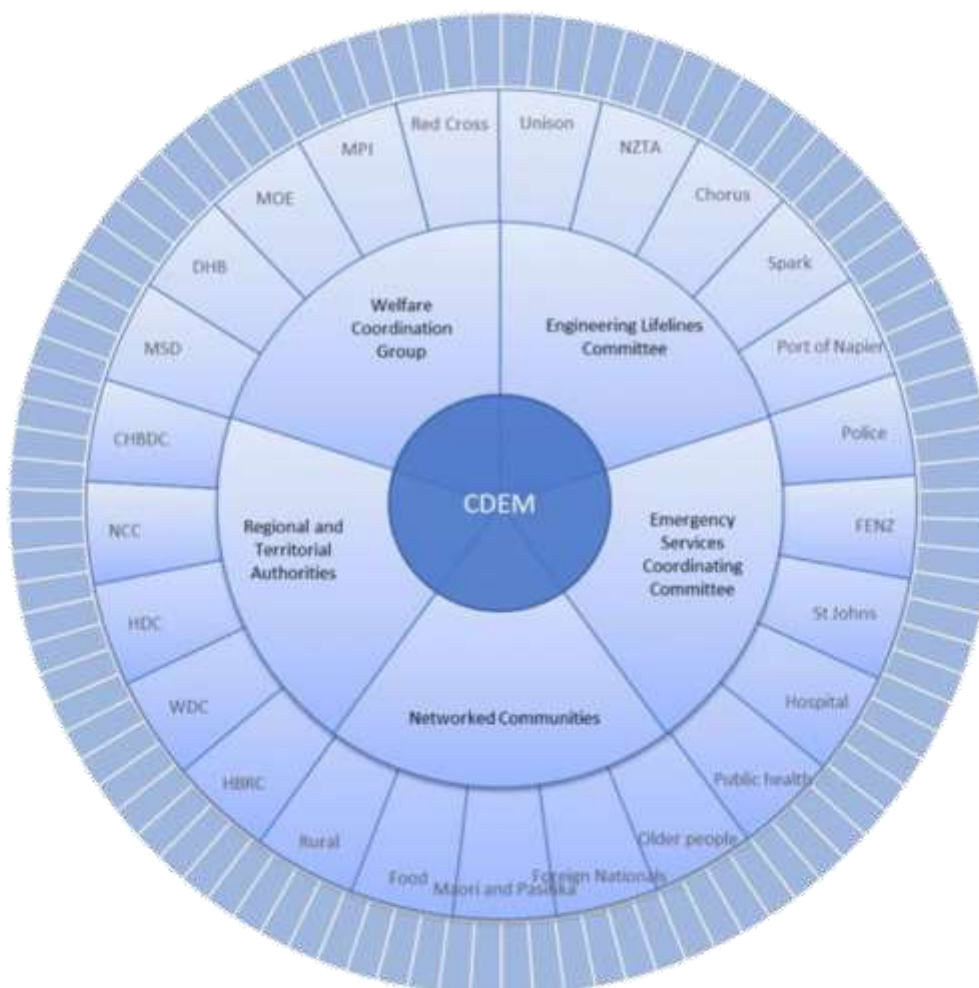 Red Cross
Unison
MPI
NZTA
MOE
Chorus
DHB
Spark
MSD
Port of Napier
CHBDC
Police
NCC
FENZ
HDC
St Johns
WDC
Hospital
HBRC
Public health
Rural
Older people
Food
Maori and Pasifika
Foreign Nationals
Welfare
Coordination
Group
Engineering Lifelines
Committee
Regional and
Territorial
Authorities
Emergency
Services
Coordinating
Committee
Networked Communities
CDEM